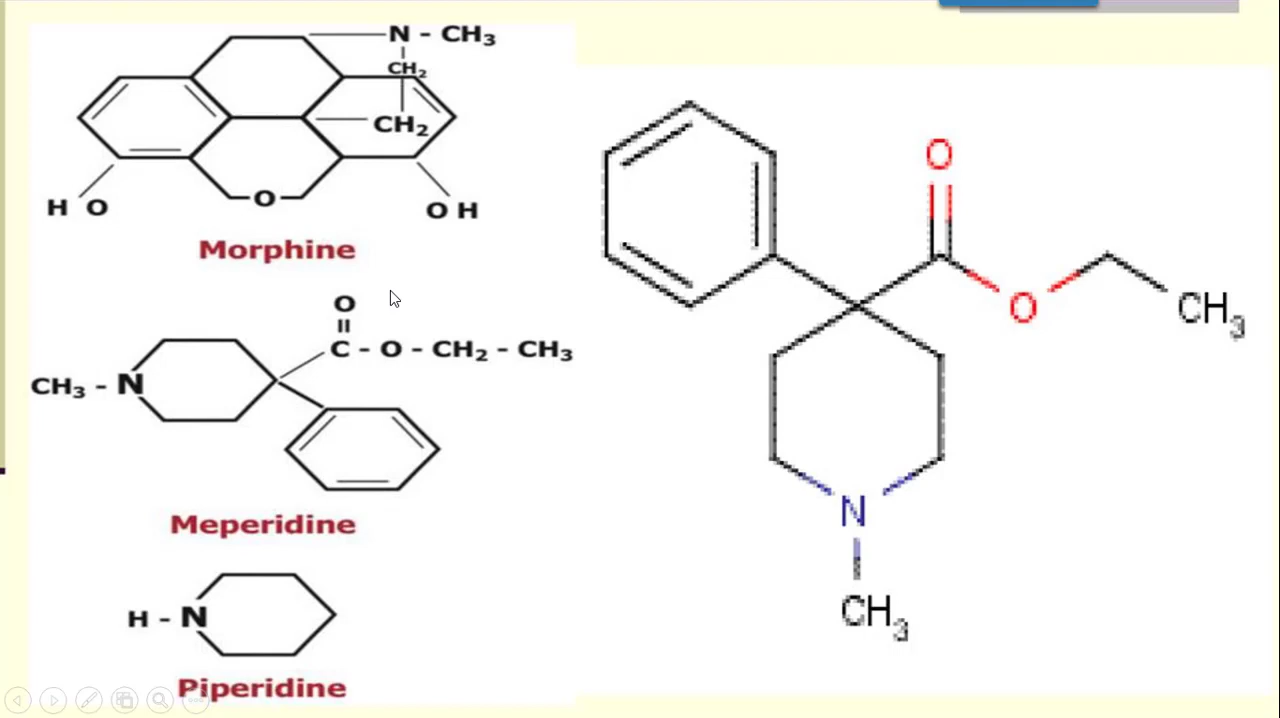 N - CH3
CH2
CH2
H O
O
O H
Morphine
O
CH3 - N
C - O - CH2 - CH3
Meperidine
H - N
Piperidine
O
O
CH3
N
CH3